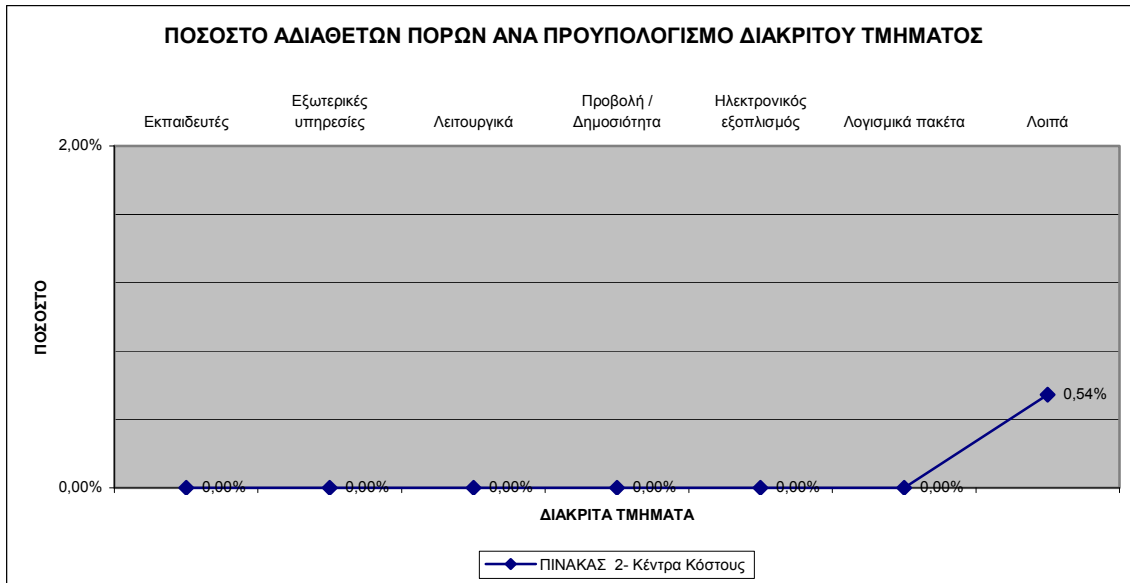 ΠΟΣΟΣΤΟ ΑΔΙΑΘΕΤΩΝ ΠΟΡΩΝ ΑΝΑ ΠΡΟΥΠΟΛΟΓΙΣΜΟ ΔΙΑΚΡΙΤΟΥ ΤΜΗΜΑΤΟΣ
Εκπαιδευτές
Εξωτερικές
υπηρεσίες
Λειτουργικά
Προβολή /
Δημοσιότητα
Ηλεκτρονικός
εξοπλισμός
Λογισμικά πακέτα
Λοιπά
2,00%
ΠΟΣΟΣΤΟ
0,54%
0,00%
0,00%
0,00%
0,00%
0,00%
0,00%
0,00%
ΔΙΑΚΡΙΤΑ ΤΜΗΜΑΤΑ
ΠΙΝΑΚΑΣ 2- Κέντρα Κόστους